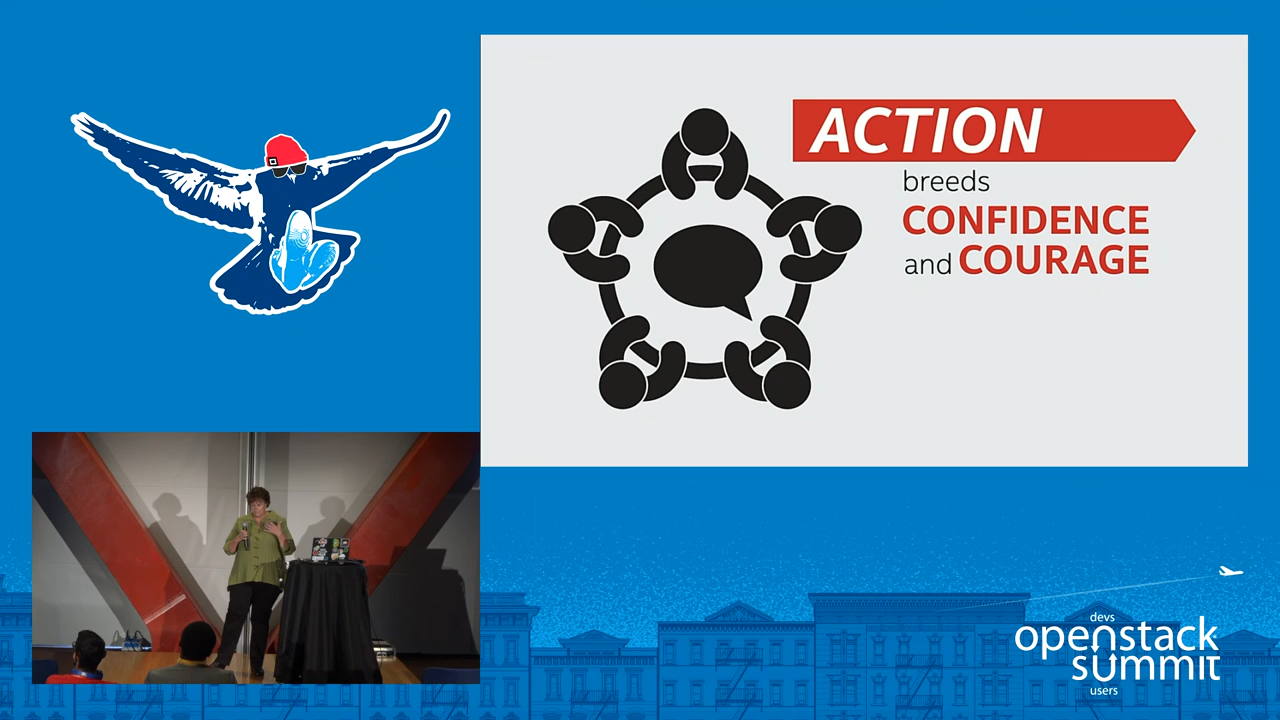 ACTION
breeds
CONFIDENCE
and COURAGE
devs
openstack
summit
users